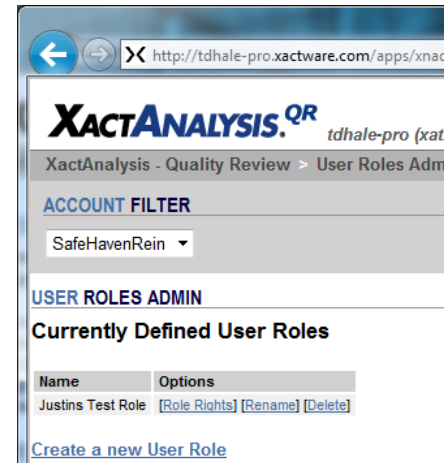 http://tdhale-pro.xactware.com/apps/xnac
XACTANALYSIS.QR tdhale-pro (xat
XactAnalysis - Quality Review > User Roles Adm
ACCOUNT FILTER
SafeHavenRein
USER ROLES ADMIN
Currently Defined User Roles
Name Options
Justins Test Role [Role Rights] [Rename] [Delete]
Create a new User Role